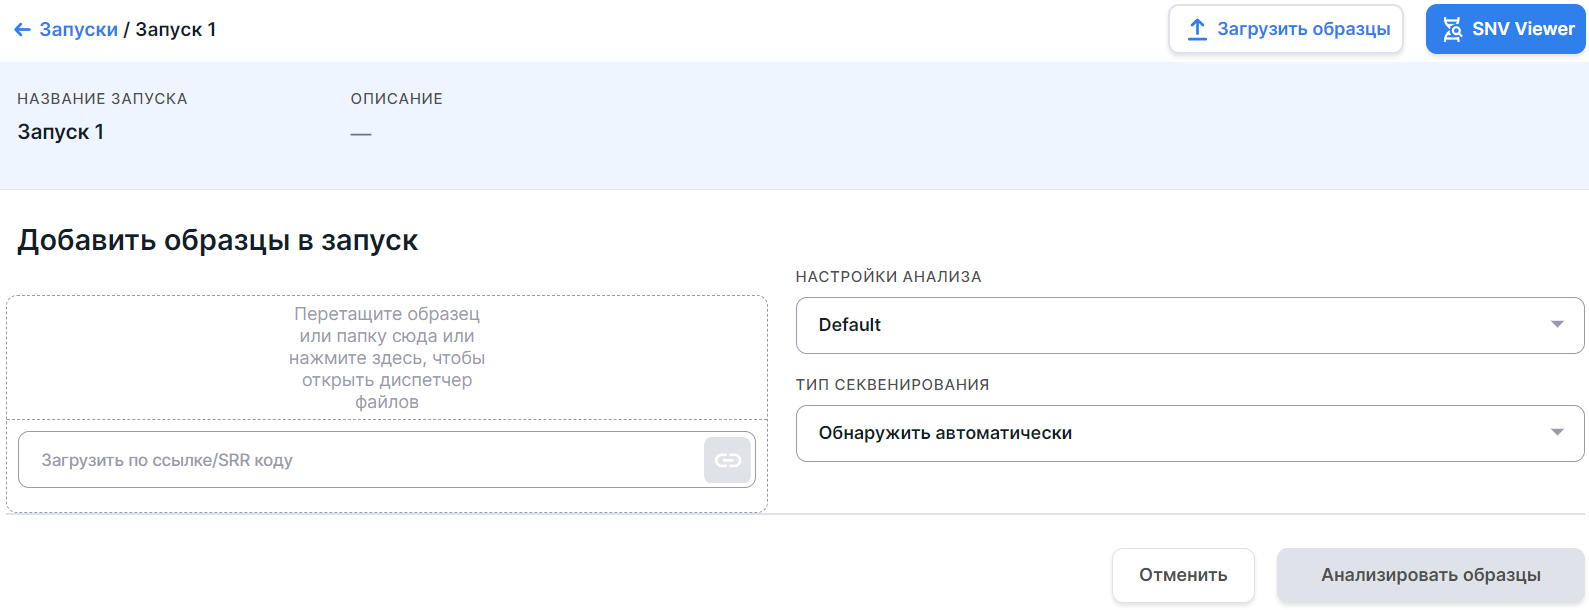 ← Запуски / Запуск 1
Загрузить образцы
SNV Viewer
НАЗВАНИЕ ЗАПУСКА
ОПИСАНИЕ
Запуск 1
—
Добавить образцы в запуск
Перетащите образец
или папку сюда или
нажмите здесь, чтобы
открыть диспетчер
файлов
Загрузить по ссылке/SRR коду
НАСТРОЙКИ АНАЛИЗА
Default
ТИП СЕКВЕНИРОВАНИЯ
Обнаружить автоматически
Отменить
Анализировать образцы